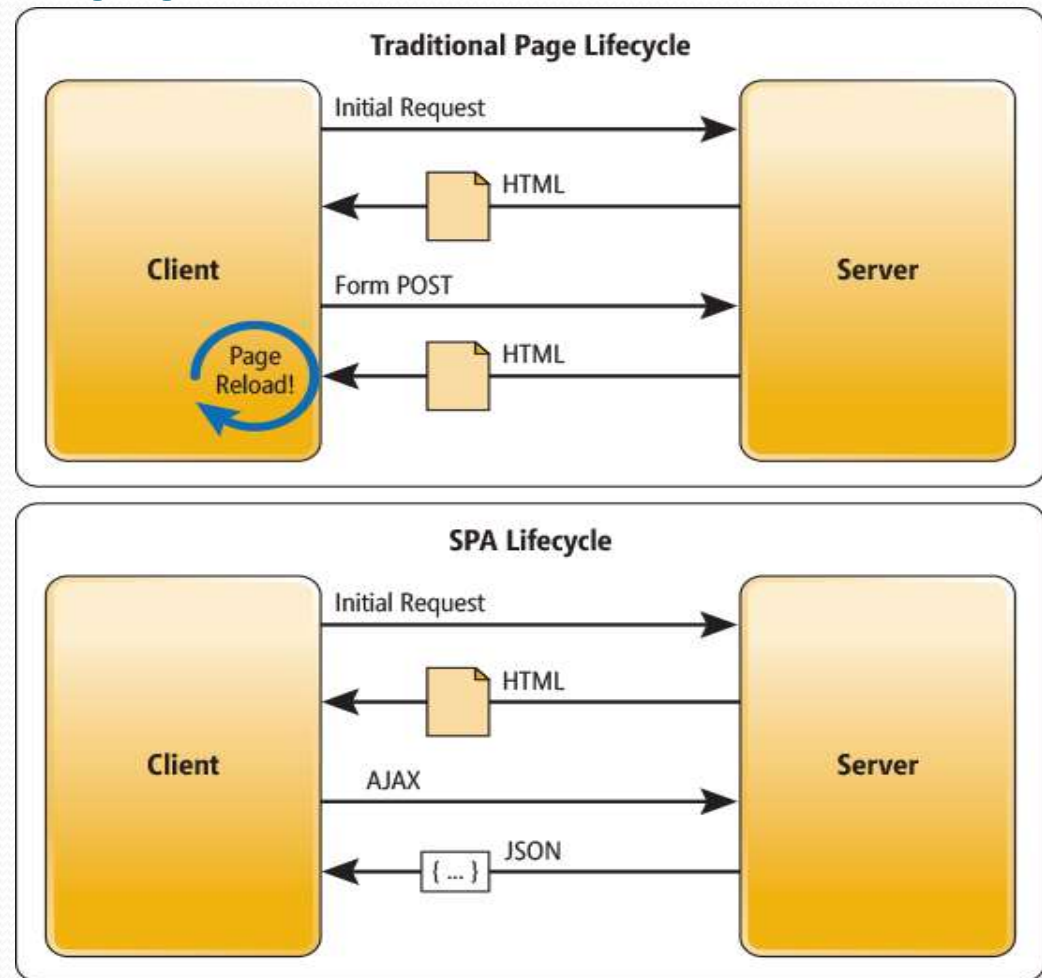 Traditional Page Lifecycle
Initial Request
HTML
Client
Server
Form POST
HTML
Page
Reload!
SPA Lifecycle
Initial Request
HTML
Client
Server
AJAX
JSON
{ ... }